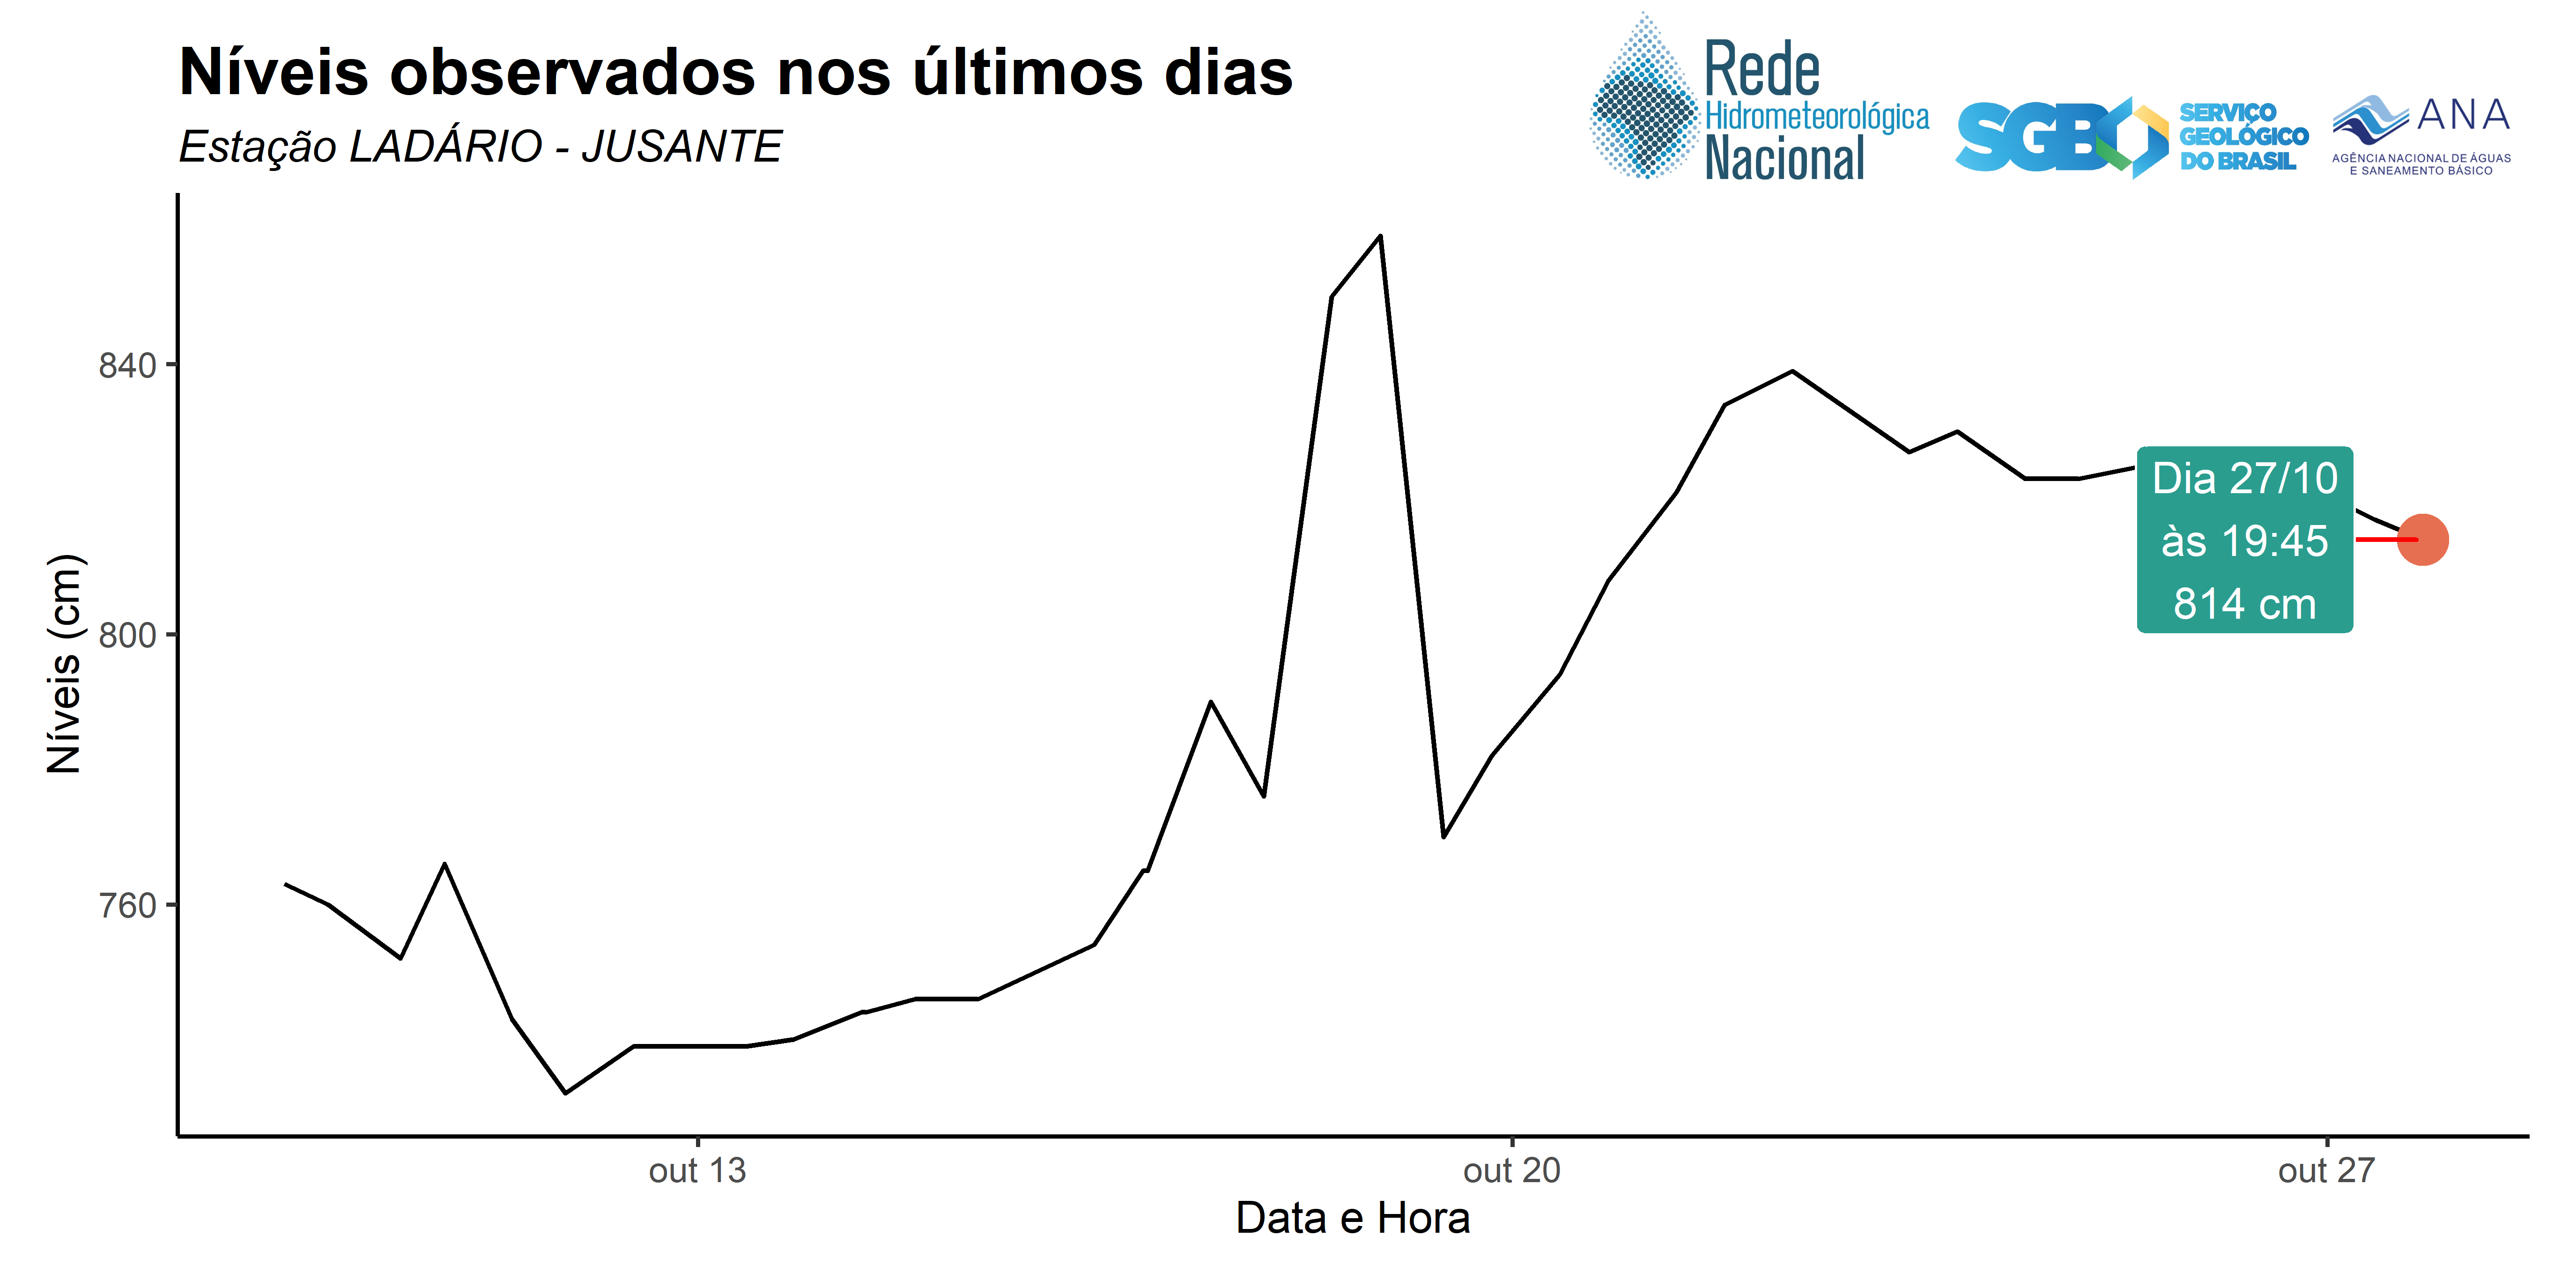 Níveis observados nos últimos dias
Estação LADÁRIO - JUSANTE
Rede
Hidrometeorológica
Nacional
SGB
SERVIÇO
GEOLÓGICO
DO BRASIL
ANA
AGÊNCIA NACIONAL DE ÁGUAS
E SANEAMENTO BÁSICO
Níveis (cm)
840
800
760
Dia 27/10
às 19:45
814 cm
out 13
out 20
out 27
Data e Hora